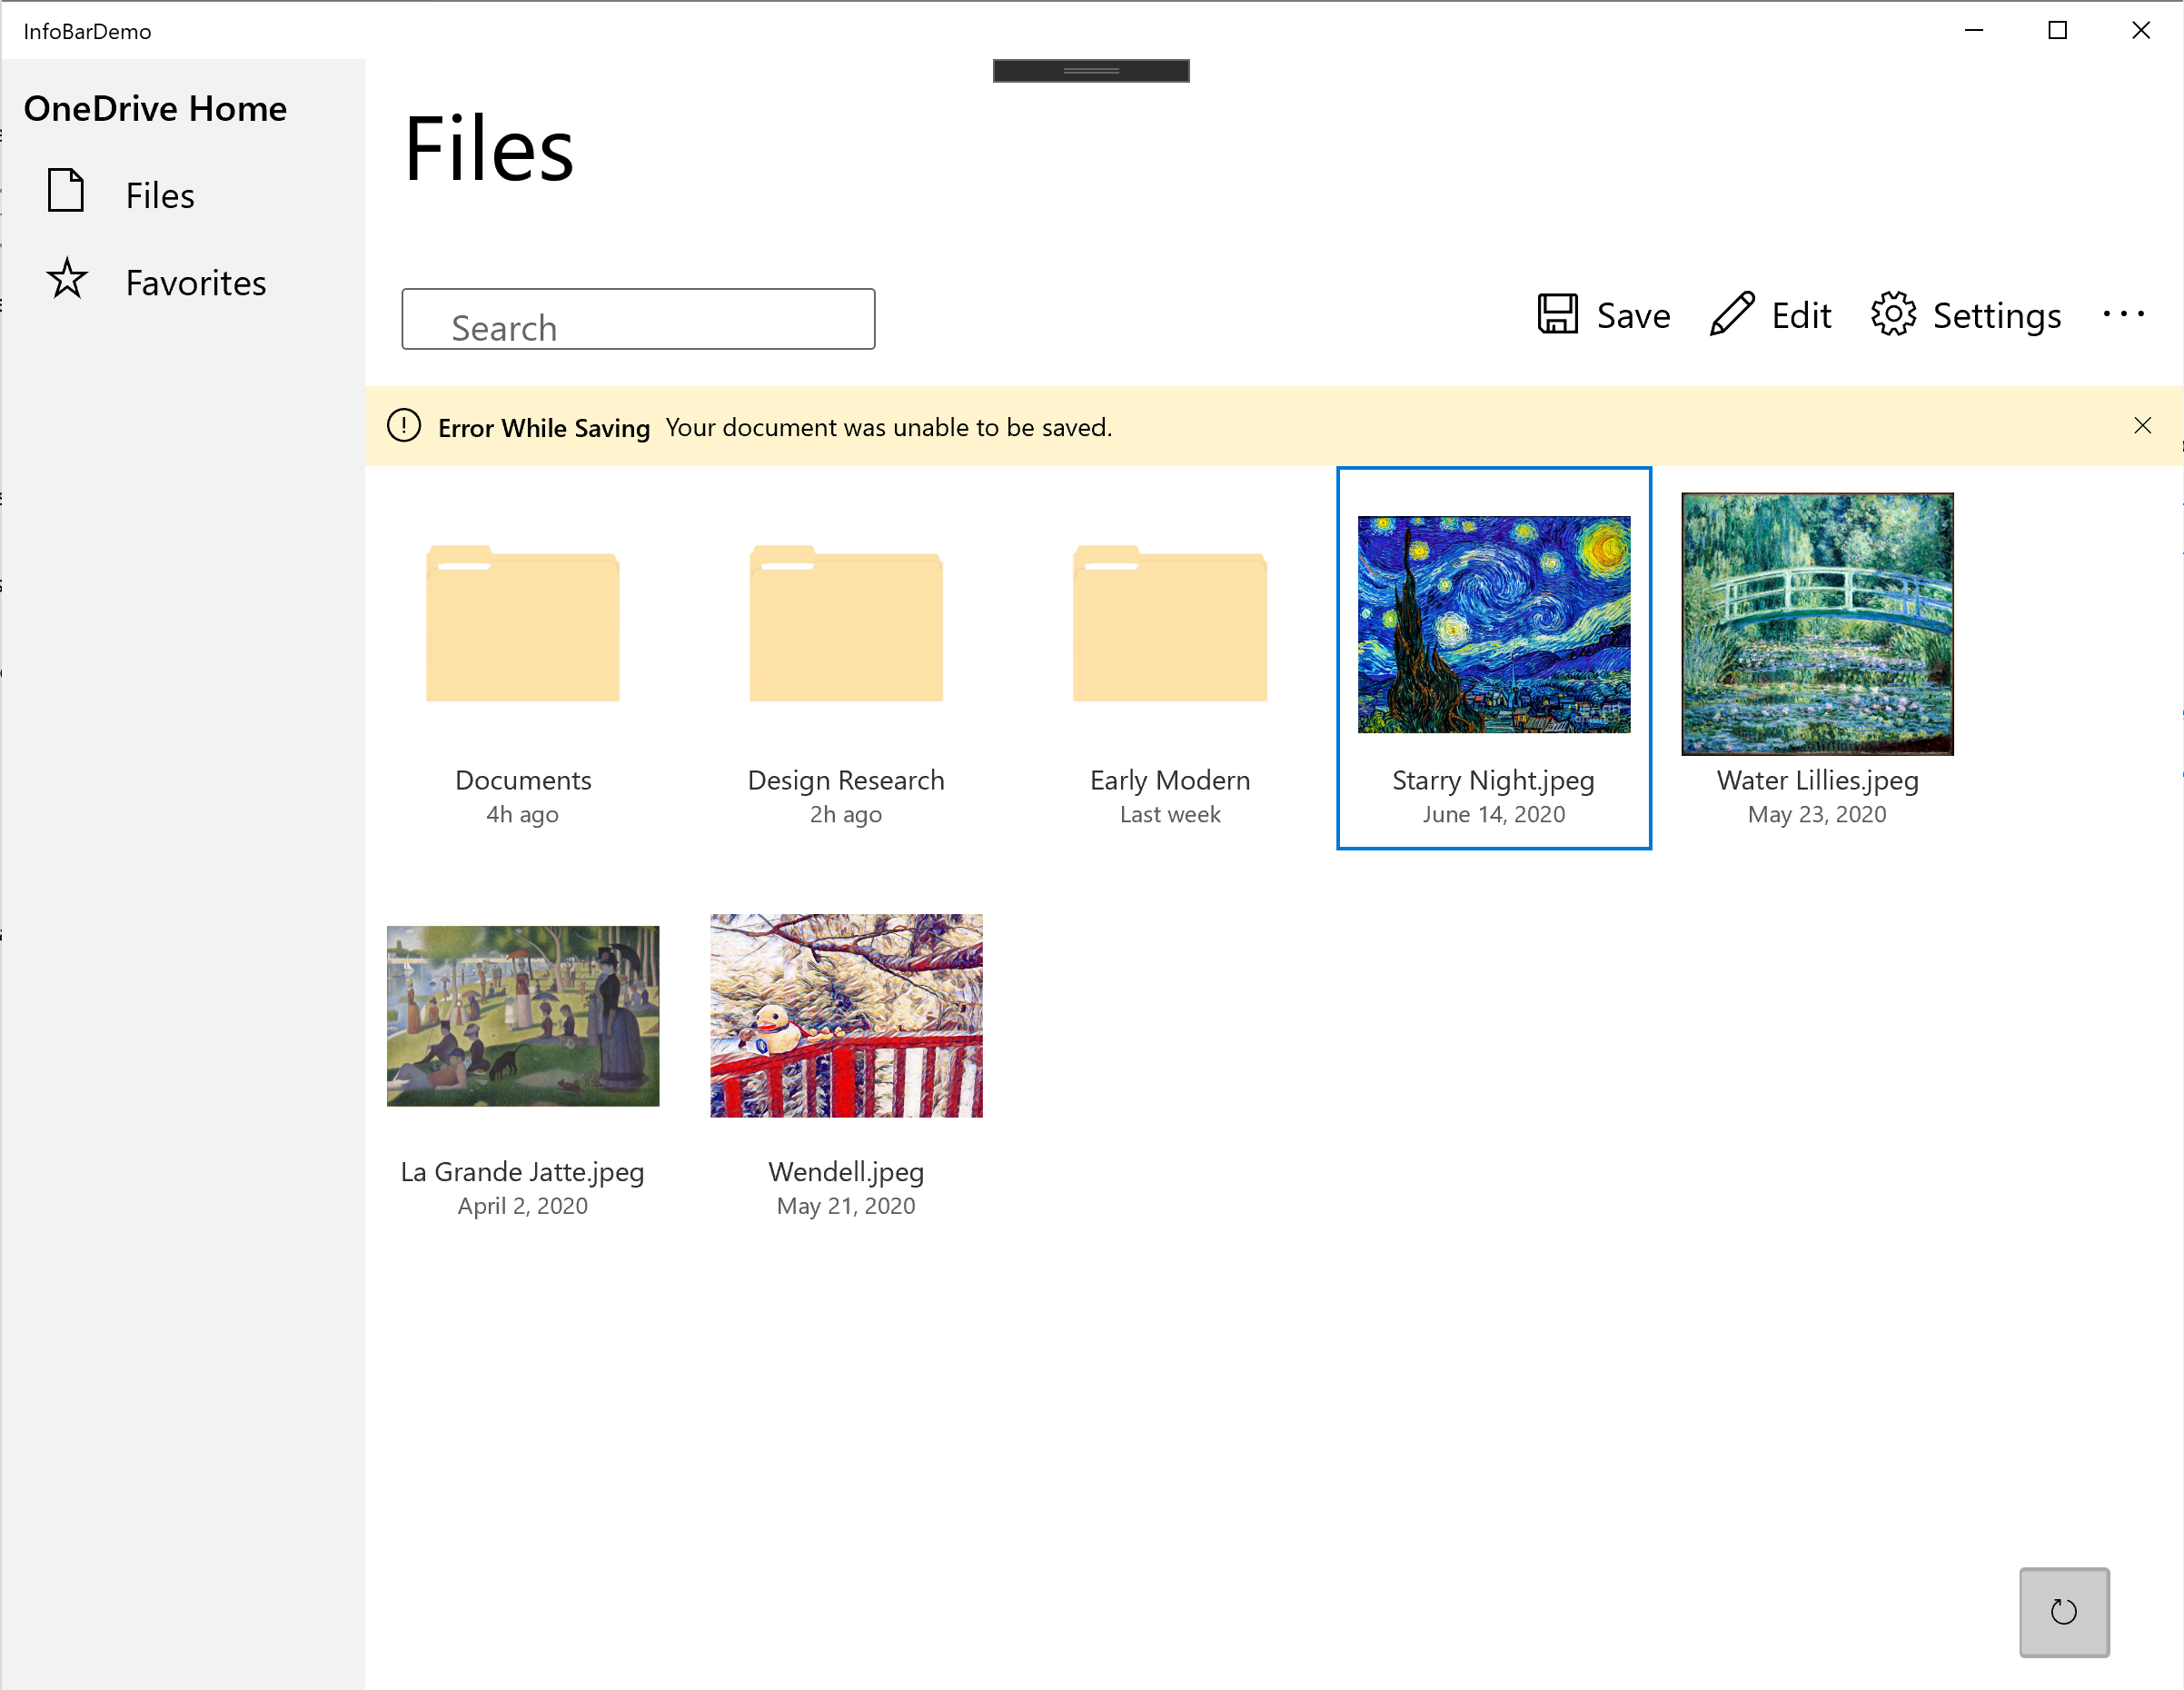 InfoBarDemo
OneDrive Home
Files
Favorites
Files
Search
Save Edit Settings ...
Error While Saving Your document was unable to be saved.
Documents Design Research Early Modern Starry Night.jpeg Water Lillies.jpeg
4h ago 2h ago Last week June 14, 2020 May 23, 2020
La Grande Jatte.jpeg Wendell.jpeg
April 2, 2020 May 21, 2020